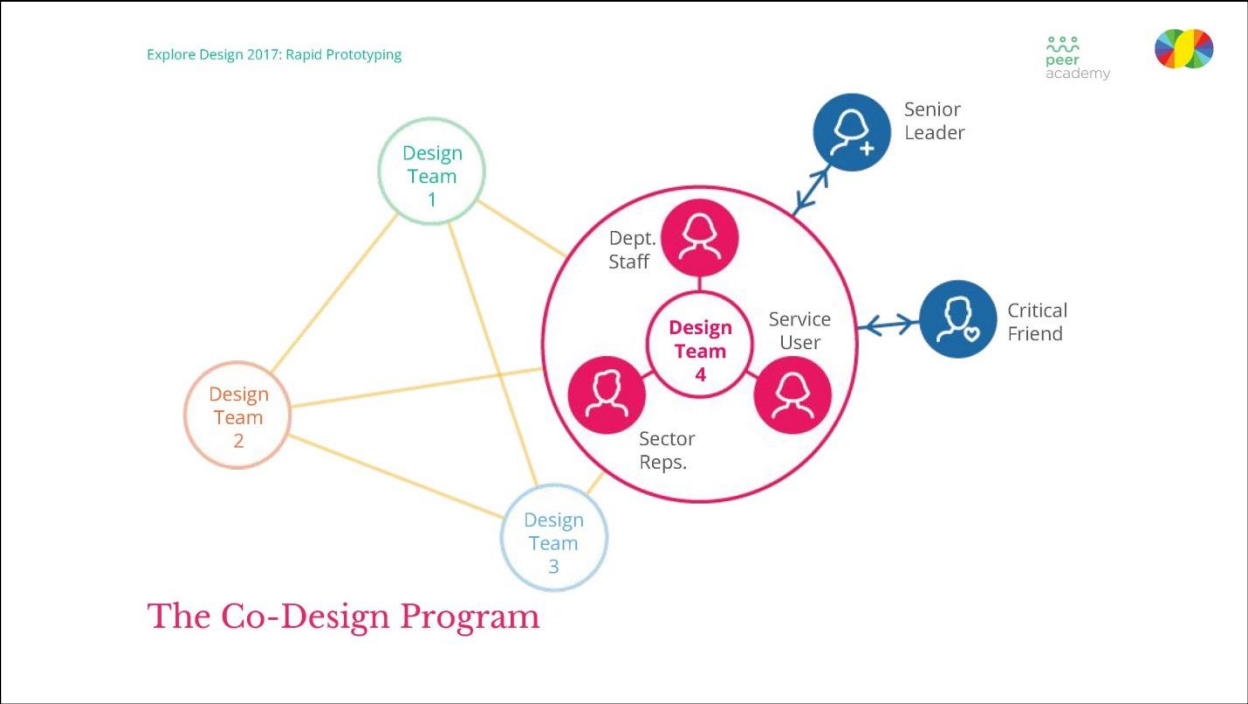 Explore Design 2017: Rapid Prototyping
peer
academy
Senior
Leader
Design
Team
1
Dept.
Staff
Design
Team
4
Service
User
Critical
Friend
Design
Team
2
Sector
Reps.
Design
Team
3
The Co-Design Program